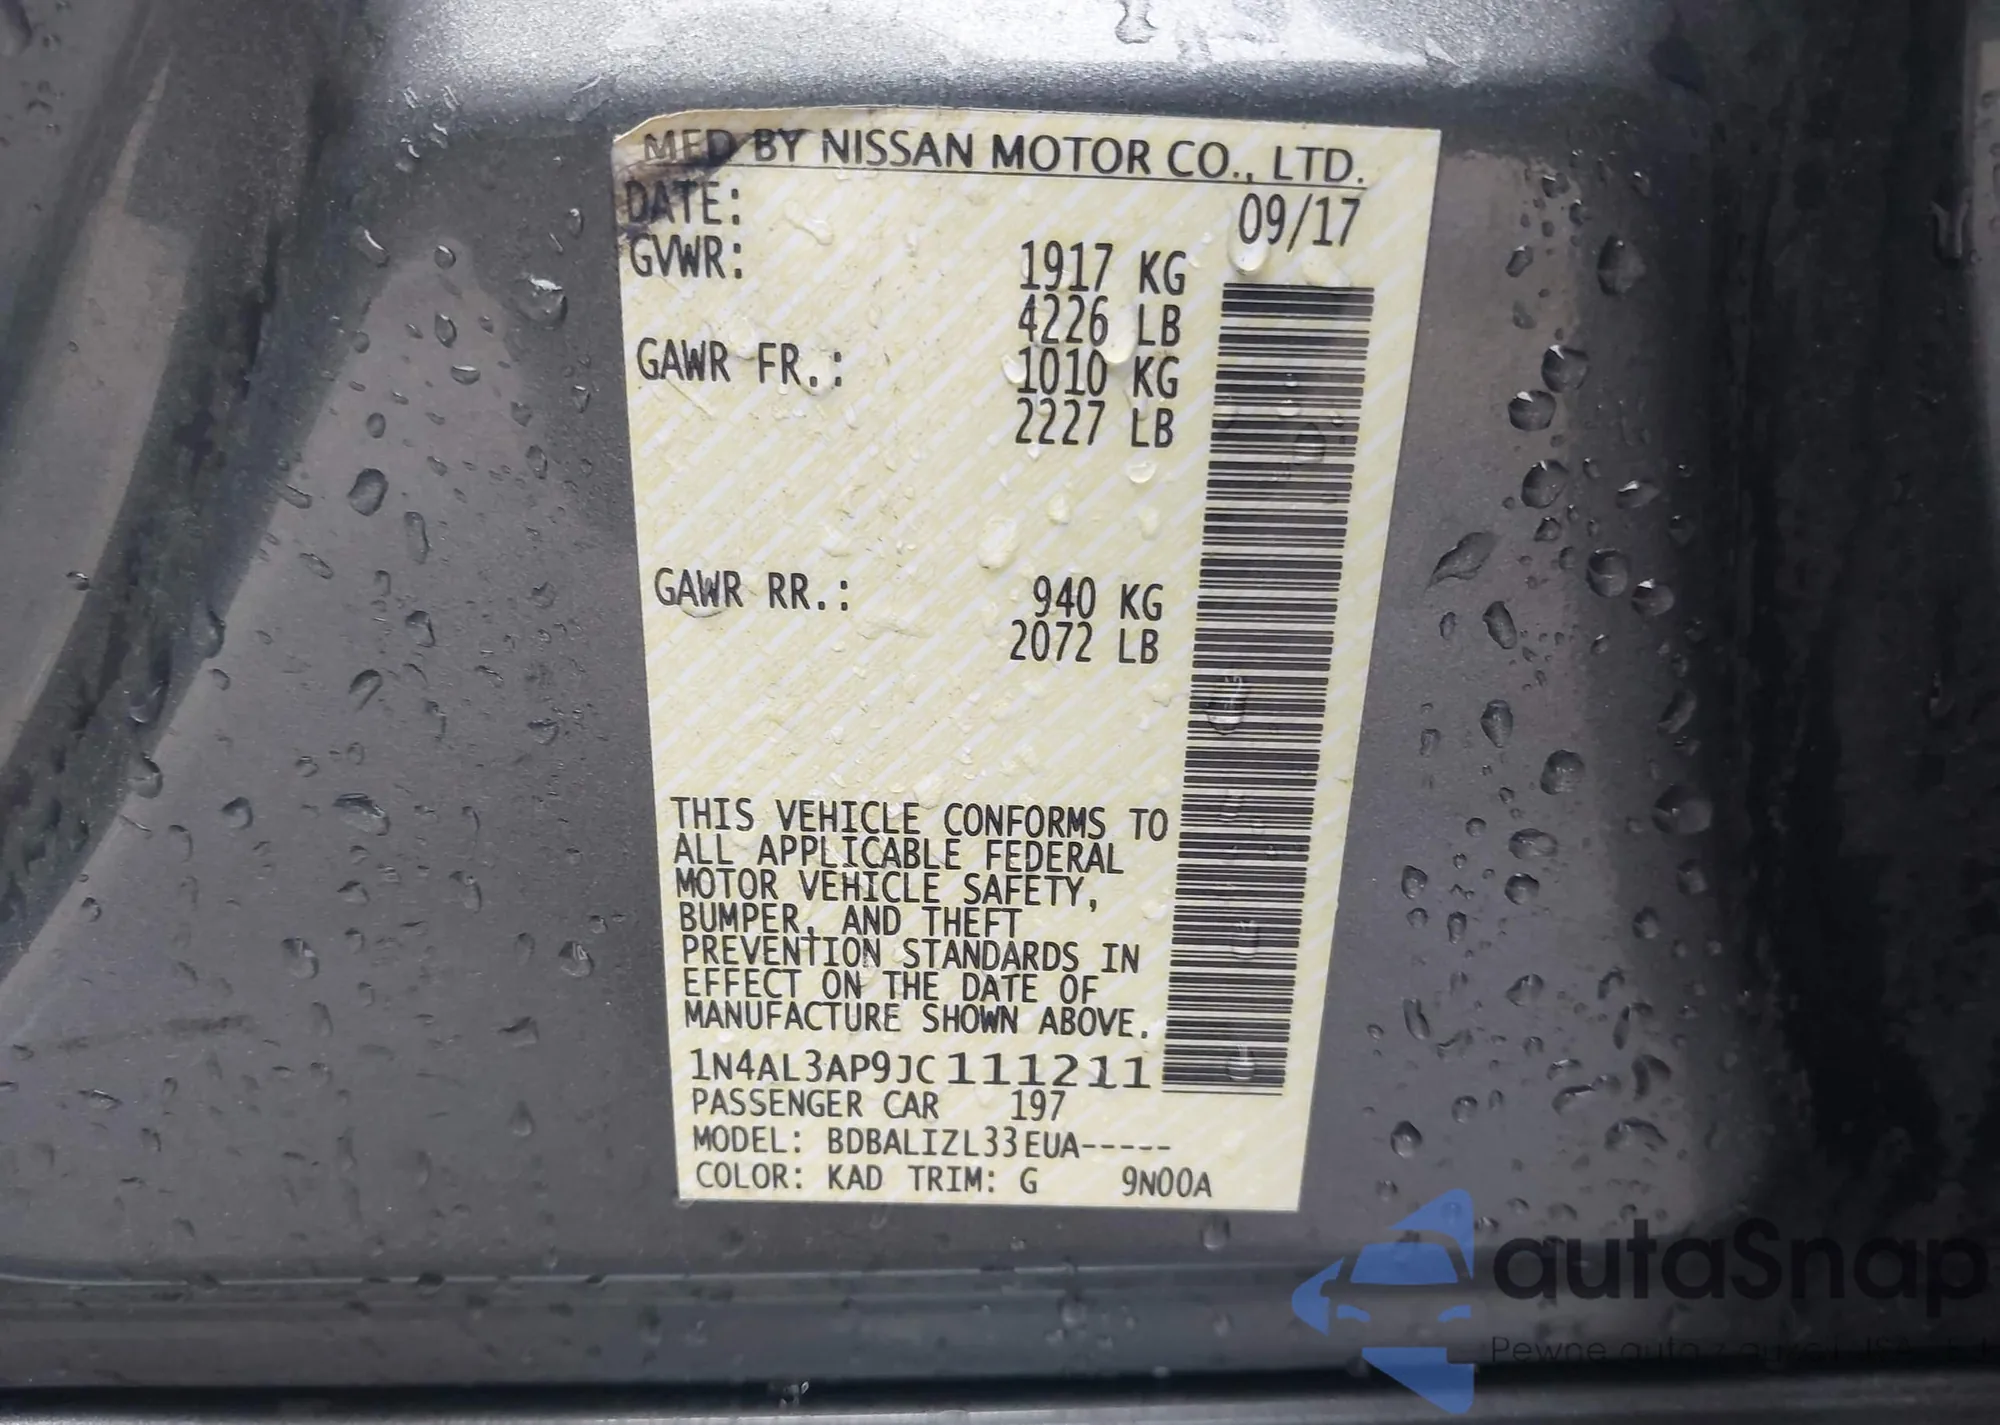 MFD BY NISSAN MOTOR CO., LTD.
DATE: 09/17
GVWR: 1917 KG
4226 LB
GAWR FR.: 1010 KG
2227 LB
GAWR RR.: 940 KG
2072 LB
THIS VEHICLE CONFORMS TO
ALL APPLICABLE FEDERAL
MOTOR VEHICLE SAFETY,
BUMPER, AND THEFT
PREVENTION STANDARDS IN
EFFECT ON THE DATE OF
MANUFACTURE SHOWN ABOVE.
1N4AL3AP9JC111211
PASSENGER CAR 197
MODEL: BDBALIZL33EUA-----
COLOR: KAD TRIM: G 9N00A
autaSnap
Pewne auta z